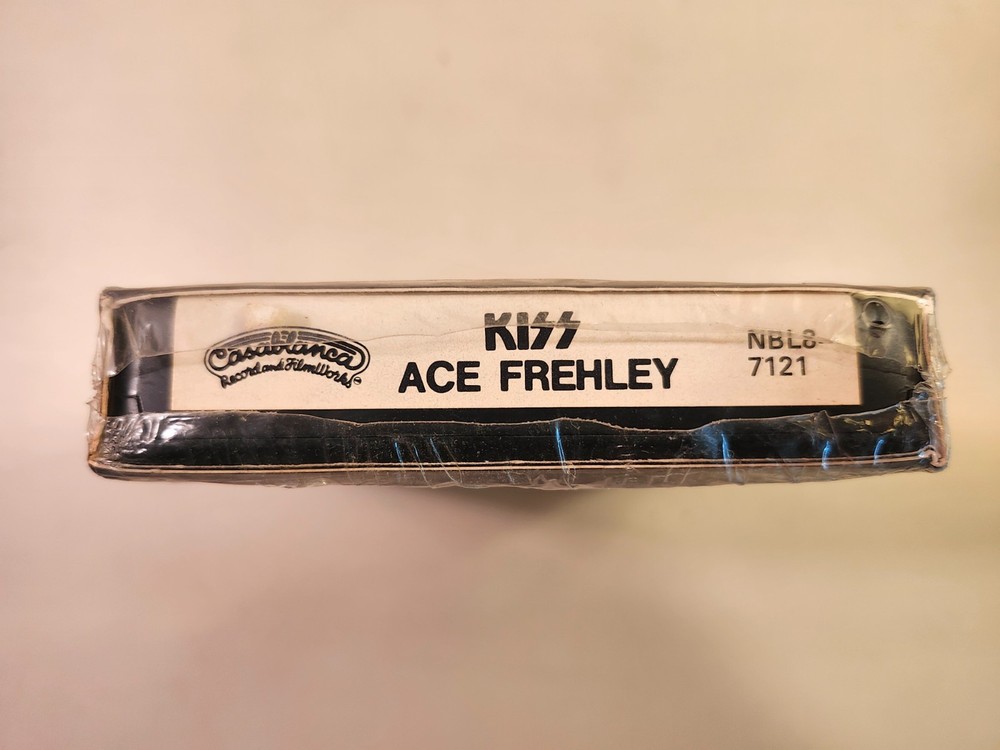 Casablanca
Record and FilmWorks
KISS
ACE FREHLEY
NBL8-
7121